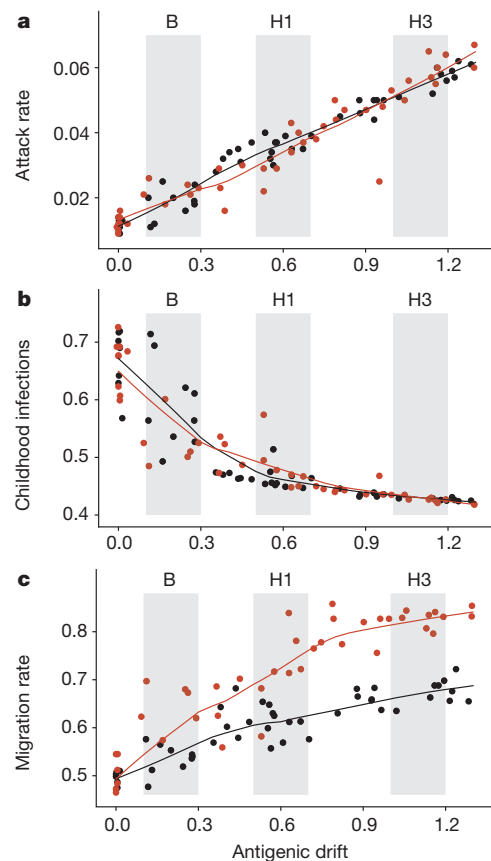 a
B H1 H3
Attack rate
0.06
0.04
0.02
0.0 0.3 0.6 0.9 1.2
b
B H1 H3
Childhood infections
0.7
0.6
0.5
0.4
0.0 0.3 0.6 0.9 1.2
c
B H1 H3
Migration rate
0.8
0.7
0.6
0.5
0.0 0.3 0.6 0.9 1.2
Antigenic drift